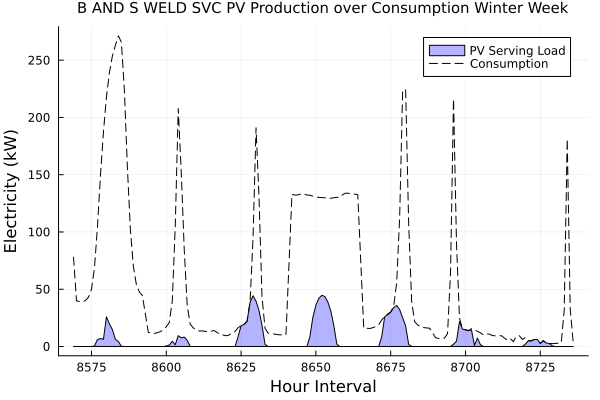 B AND S WELD SVC PV Production over Consumption Winter Week
PV Serving Load
Consumption
Electricity (kW)
250
200
150
100
50
0
8575 8600 8625 8650 8675 8700 8725
Hour Interval